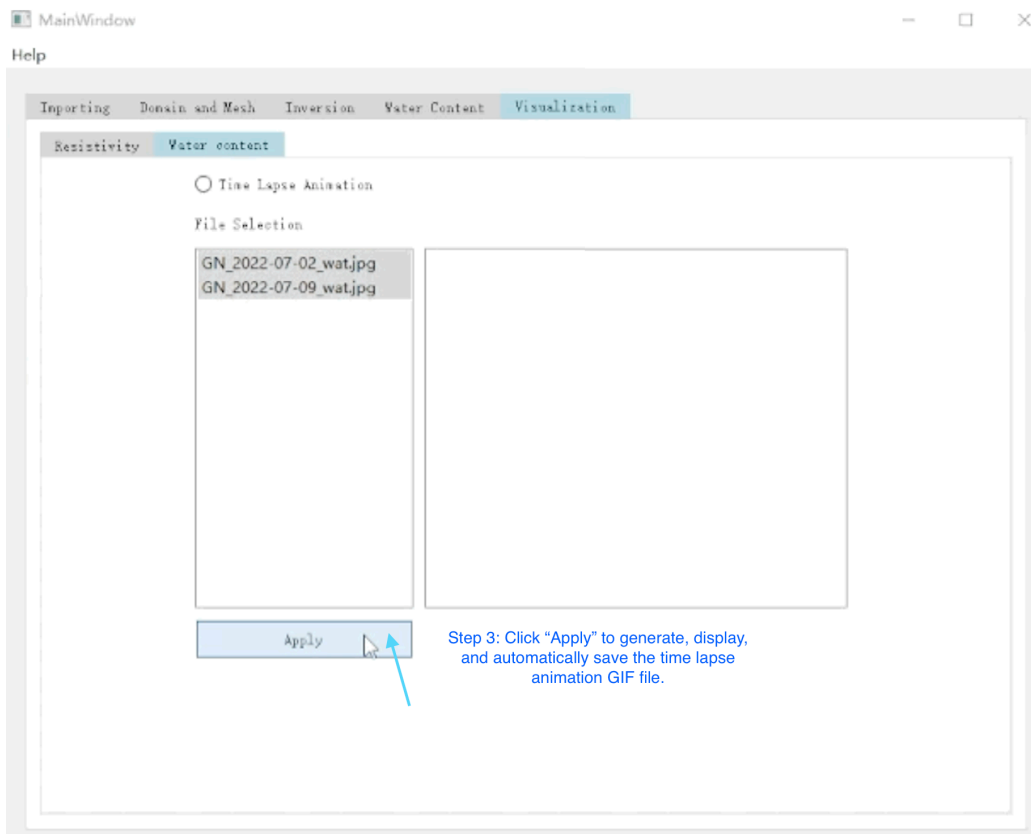 MainWindow
Help
Importing Domain and Mesh Inversion Water Content Visualization
Resistivity Water content
Time Lapse Animation
File Selection
GN_2022-07-02_wat.jpg
GN_2022-07-09_wat.jpg
Apply
Step 3: Click “Apply” to generate, display,
and automatically save the time lapse
animation GIF file.